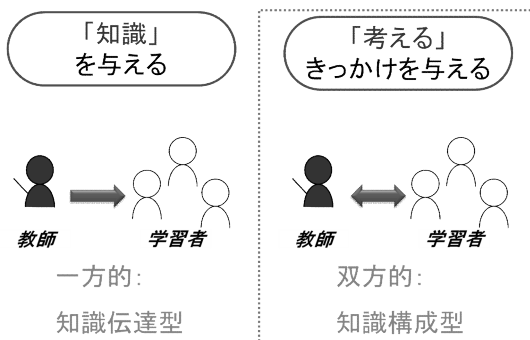 「知識」
を与える
教師
学習者
一方的：
知識伝達型
「考える」
きっかけを与える
教師
学習者
双方的：
知識構成型